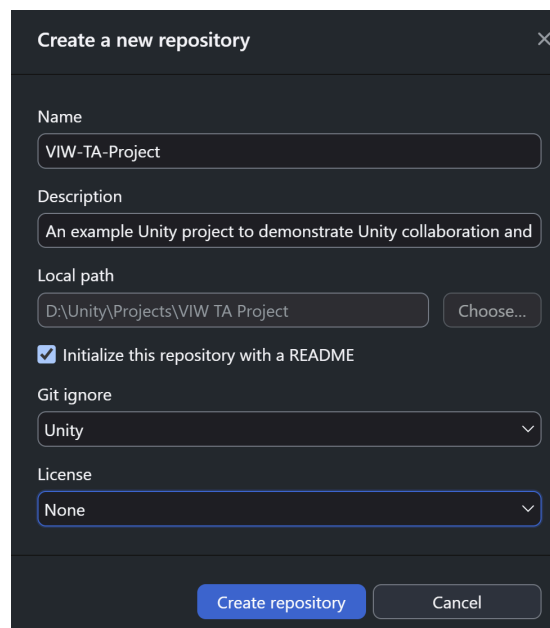 Create a new repository
Name
VIW-TA-Project
Description
An example Unity project to demonstrate Unity collaboration and
Local path
D:\Unity\Projects\VIW TA Project
Choose...
Initialize this repository with a README
Git ignore
Unity
License
None
Create repository
Cancel